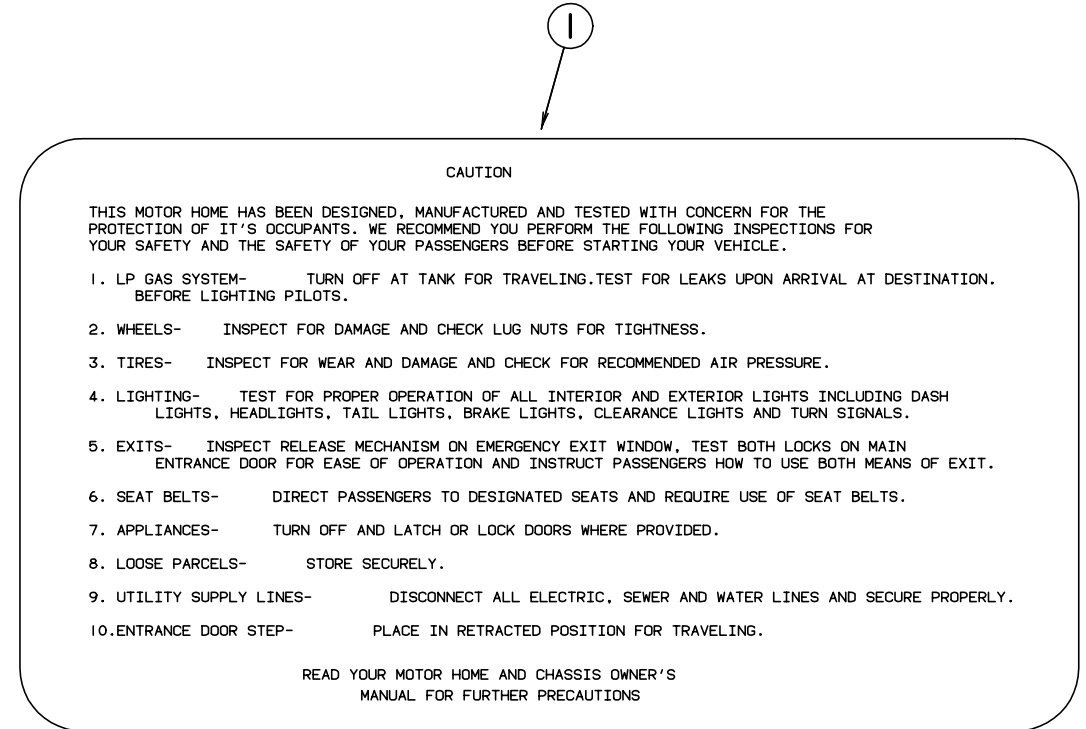 1
CAUTION
THIS MOTOR HOME HAS BEEN DESIGNED, MANUFACTURED AND TESTED WITH CONCERN FOR THE
PROTECTION OF IT'S OCCUPANTS. WE RECOMMEND YOU PERFORM THE FOLLOWING INSPECTIONS FOR
YOUR SAFETY AND THE SAFETY OF YOUR PASSENGERS BEFORE STARTING YOUR VEHICLE.
1. LP GAS SYSTEM- TURN OFF AT TANK FOR TRAVELING.TEST FOR LEAKS UPON ARRIVAL AT DESTINATION.
BEFORE LIGHTING PILOTS.
2. WHEELS- INSPECT FOR DAMAGE AND CHECK LUG NUTS FOR TIGHTNESS.
3. TIRES- INSPECT FOR WEAR AND DAMAGE AND CHECK FOR RECOMMENDED AIR PRESSURE.
4. LIGHTING- TEST FOR PROPER OPERATION OF ALL INTERIOR AND EXTERIOR LIGHTS INCLUDING DASH
LIGHTS, HEADLIGHTS, TAIL LIGHTS, BRAKE LIGHTS, CLEARANCE LIGHTS AND TURN SIGNALS.
5. EXITS- INSPECT RELEASE MECHANISM ON EMERGENCY EXIT WINDOW, TEST BOTH LOCKS ON MAIN
ENTRANCE DOOR FOR EASE OF OPERATION AND INSTRUCT PASSENGERS HOW TO USE BOTH MEANS OF EXIT.
6. SEAT BELTS- DIRECT PASSENGERS TO DESIGNATED SEATS AND REQUIRE USE OF SEAT BELTS.
7. APPLIANCES- TURN OFF AND LATCH OR LOCK DOORS WHERE PROVIDED.
8. LOOSE PARCELS- STORE SECURELY.
9. UTILITY SUPPLY LINES- DISCONNECT ALL ELECTRIC, SEWER AND WATER LINES AND SECURE PROPERLY.
10.ENTRANCE DOOR STEP- PLACE IN RETRACTED POSITION FOR TRAVELING.
READ YOUR MOTOR HOME AND CHASSIS OWNER'S
MANUAL FOR FURTHER PRECAUTIONS